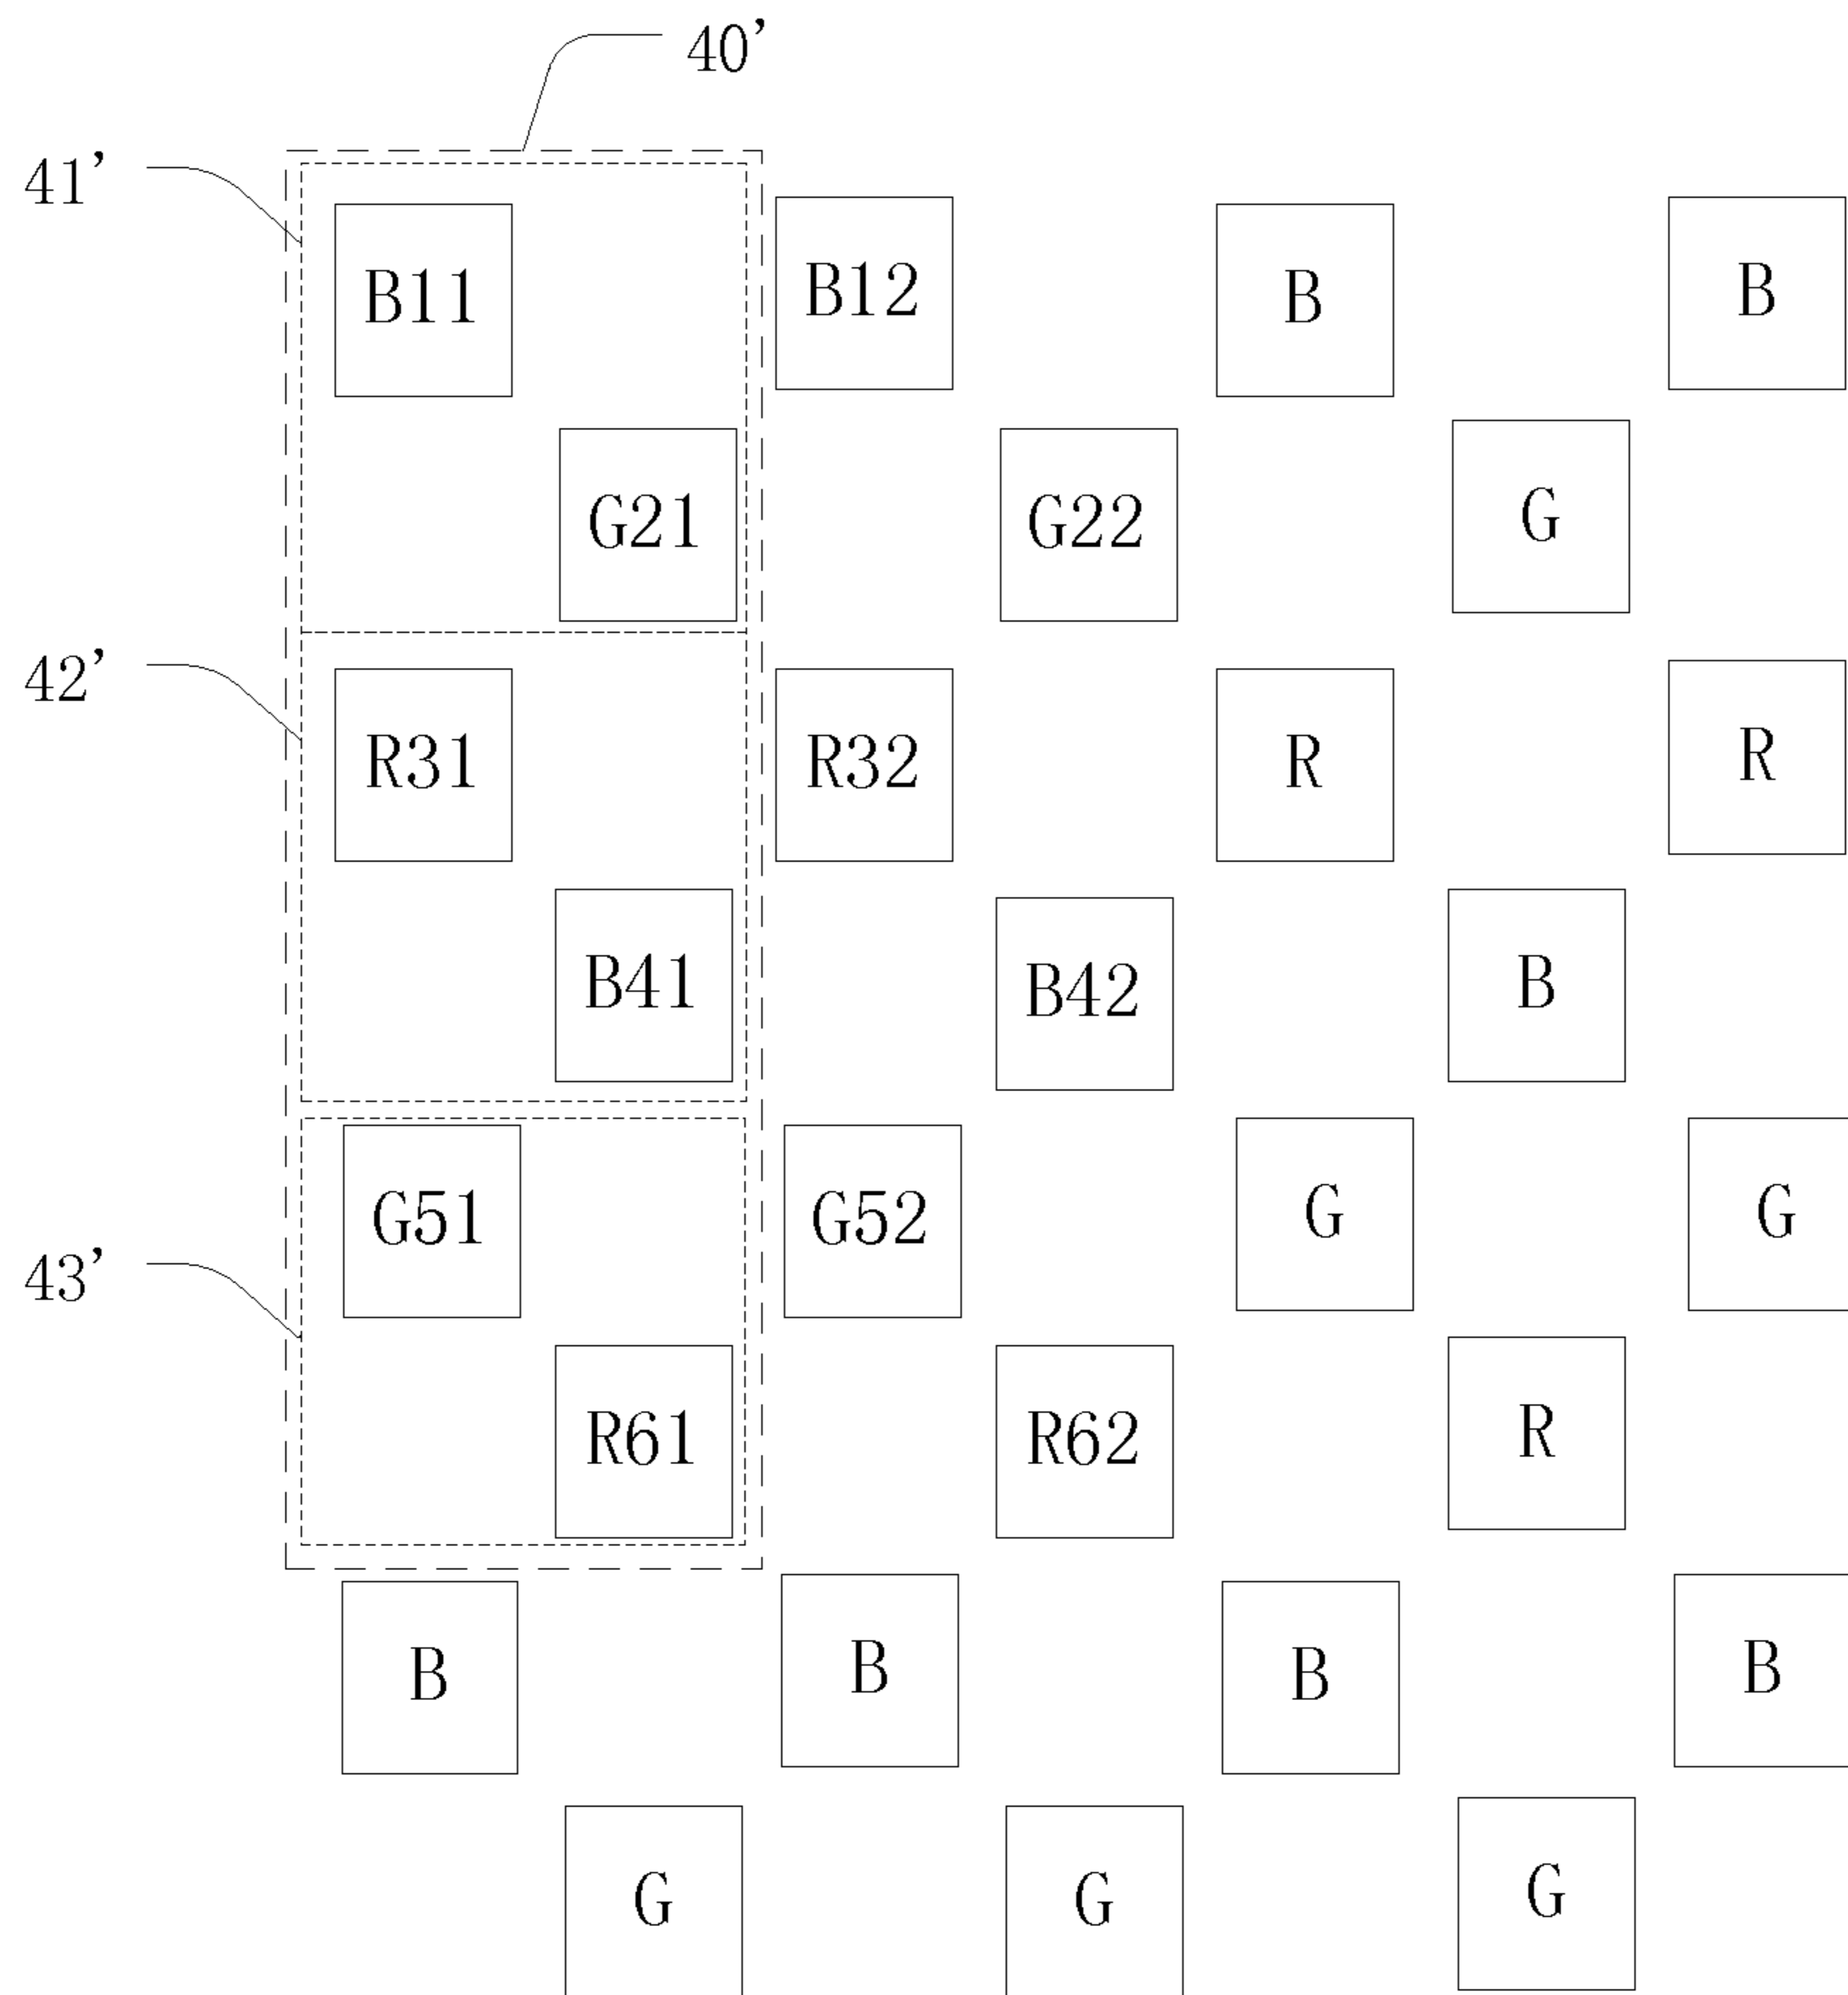 40'
41'
B11 B12 B B
G21 G22 G
42'
R31 R32 R R
B41 B42 B
G51 G52 G G
43'
R61 R62 R
B B B B
G G G